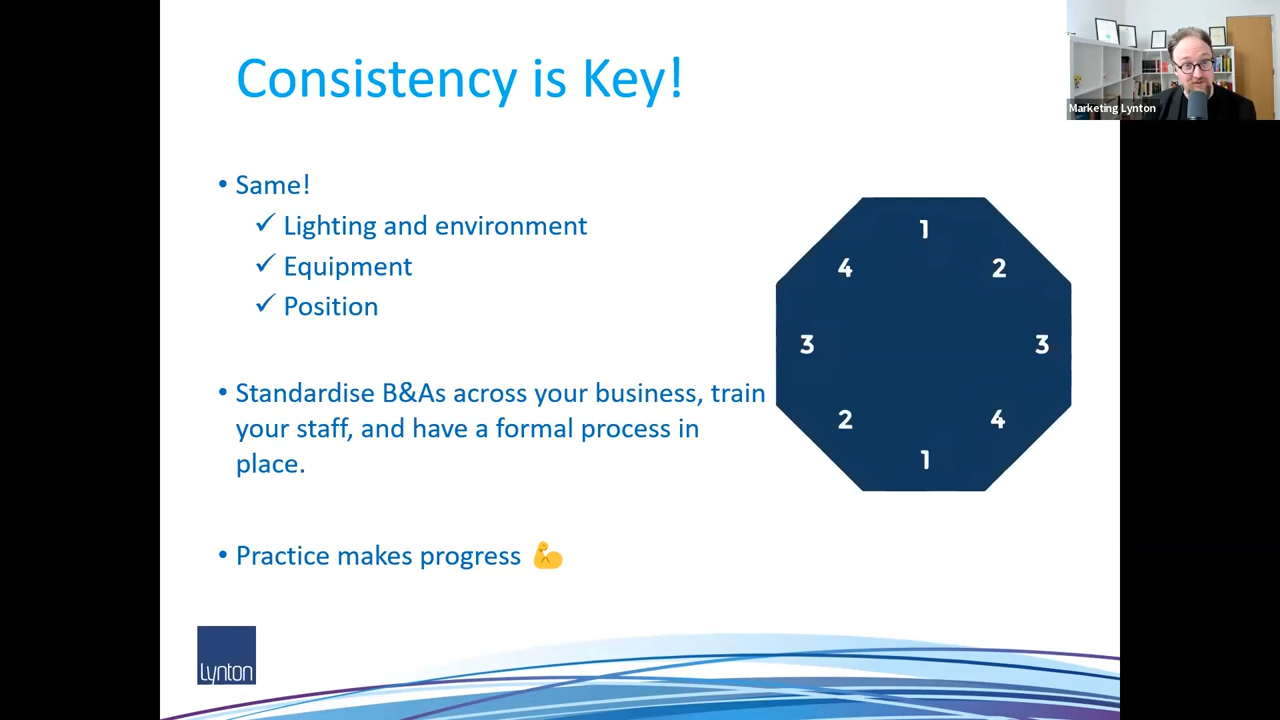 Consistency is Key!
Marketing Lynton
• Same!
✓ Lighting and environment
✓ Equipment
✓ Position
• Standardise B&As across your business, train
your staff, and have a formal process in
place.
• Practice makes progress 💪
1
4
2
3
3
2
4
1
Lynton